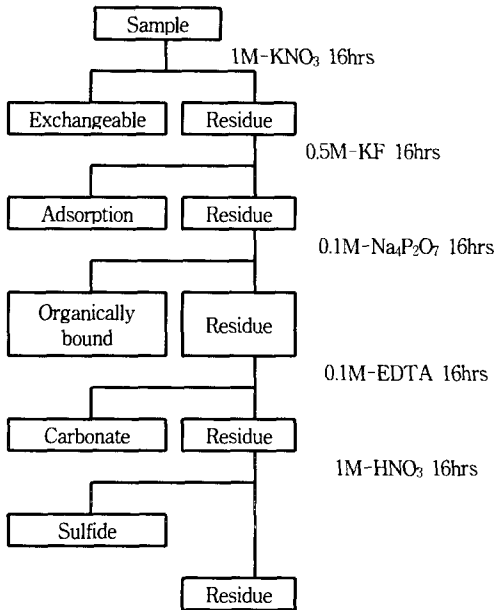 Sample
1M-KNO₃ 16hrs
Exchangeable
Residue
0.5M-KF 16hrs
Adsorption
Residue
0.1M-Na₄P₂O₇ 16hrs
Organically
bound
Residue
0.1M-EDTA 16hrs
Carbonate
Residue
1M-HNO₃ 16hrs
Sulfide
Residue